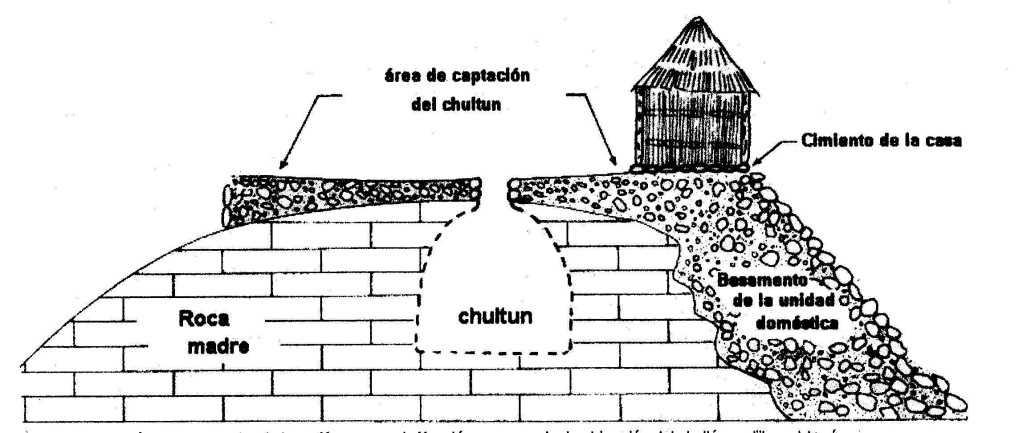 área de captación
del chultun
Cimiento de la casa
Basamento
de la unidad
doméstica
Roca
madre
chultun